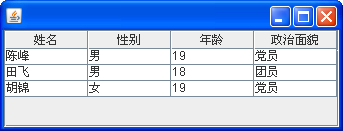 姓名 性别 年龄 政治面貌
陈峰 男 19 党员
田飞 男 18 团员
胡锦 女 19 党员